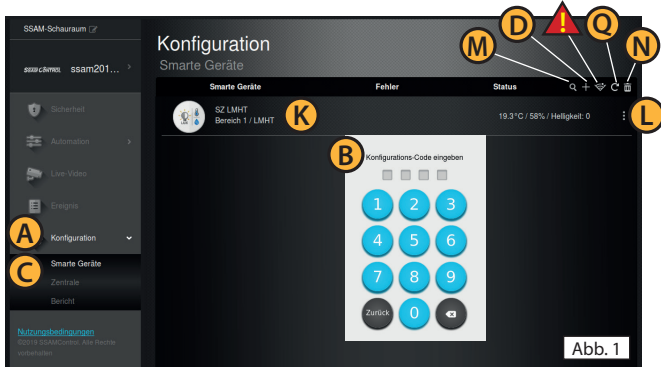 SSAM-Schauraum
ssam control ssam201...
Sicherheit
Automation
Live-Video
Ereignis
A
Konfiguration
C
Smarte Geräte
Zentrale
Bericht
Nutzungsbedingungen
©2019 SSAMControl. Alle Rechte
vorbehalten
Konfiguration
Smarte Geräte
M D ! Q N
Smarte Geräte Fehler Status
SZ LMHT
Bereich 1 / LMHT
K
19.3°C / 58% / Helligkeit: 0
L
B
Konfigurations-Code eingeben
1 2 3
4 5 6
7 8 9
Zurück 0
Abb. 1